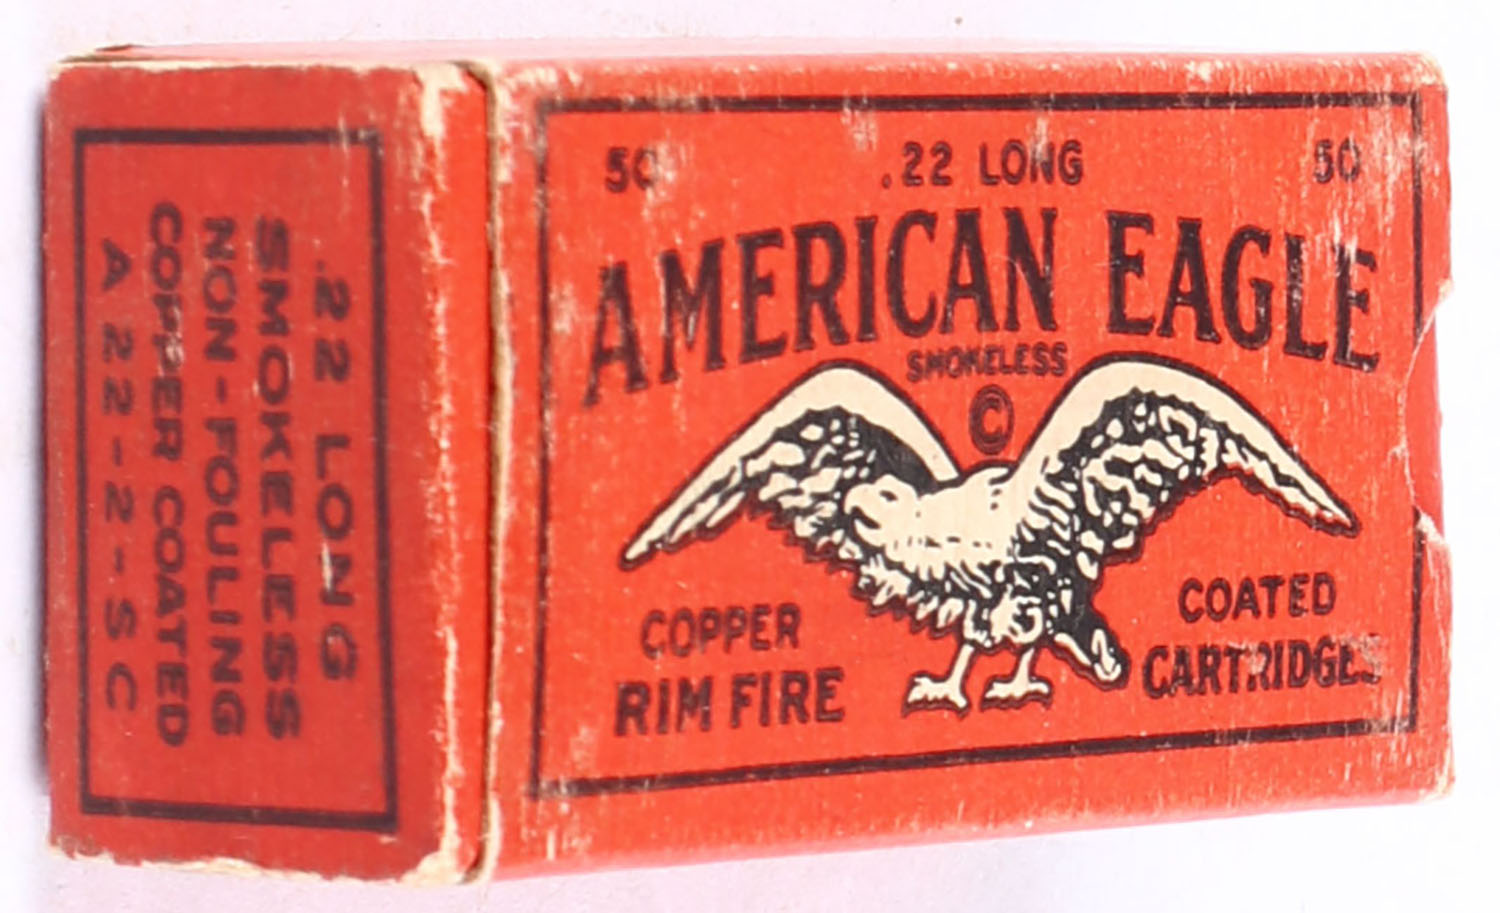 50 .22 LONG 50
AMERICAN EAGLE
SMOKELESS
©
COPPER COATED
RIM FIRE CARTRIDGES
.22 LONG
SMOKELESS
NON-FOULING
COPPER COATED
A22-2-SC